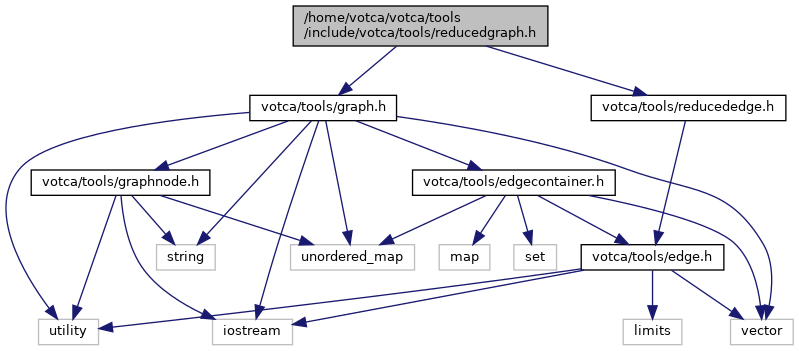 /home/votca/votca/tools
/include/votca/tools/reducedgraph.h
votca/tools/graph.h
votca/tools/reducededge.h
votca/tools/graphnode.h
votca/tools/edgecontainer.h
string
unordered_map
map
set
votca/tools/edge.h
utility
iostream
limits
vector